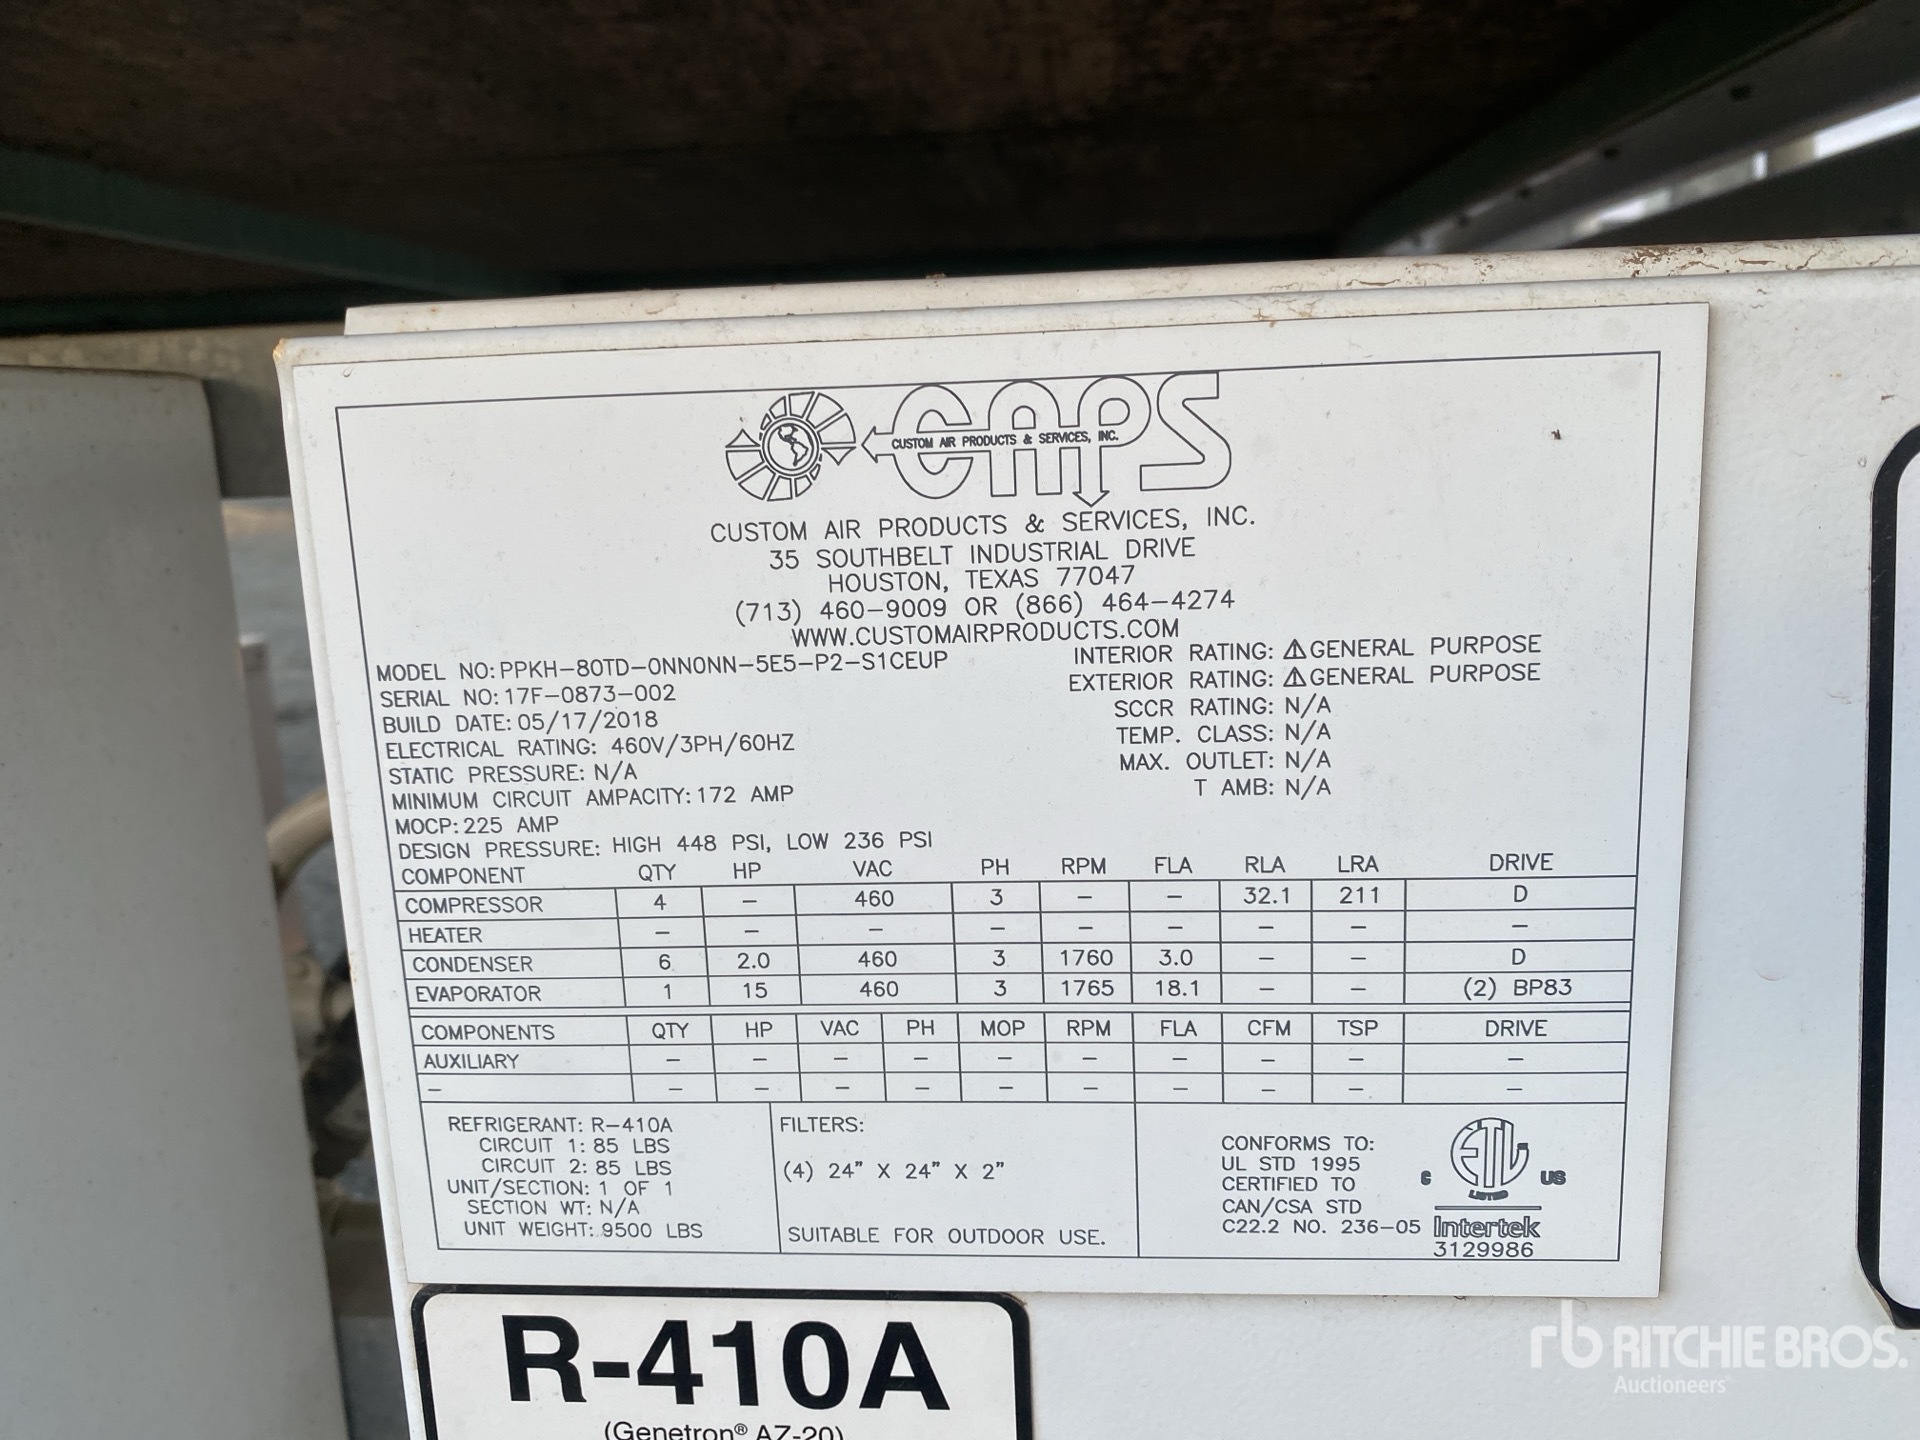 CAPS
CUSTOM AIR PRODUCTS & SERVICES, INC.
CUSTOM AIR PRODUCTS & SERVICES, INC.
35 SOUTHBELT INDUSTRIAL DRIVE
HOUSTON, TEXAS 77047
(713) 460-9009 OR (866) 464-4274
WWW.CUSTOMAIRPRODUCTS.COM
MODEL NO: PPKH-80TD-0NN0NN-5E5-P2-S1CEUP
SERIAL NO: 17F-0873-002
BUILD DATE: 05/17/2018
ELECTRICAL RATING: 460V/3PH/60HZ
STATIC PRESSURE: N/A
MINIMUM CIRCUIT AMPACITY: 172 AMP
MOCP: 225 AMP
DESIGN PRESSURE: HIGH 448 PSI, LOW 236 PSI
INTERIOR RATING: ⚠GENERAL PURPOSE
EXTERIOR RATING: ⚠GENERAL PURPOSE
SCCR RATING: N/A
TEMP. CLASS: N/A
MAX. OUTLET: N/A
T AMB: N/A
COMPONENT QTY HP VAC PH RPM FLA RLA LRA DRIVE
COMPRESSOR 4 - 460 3 - - 32.1 211 D
HEATER - - - - - - - - -
CONDENSER 6 2.0 460 3 1760 3.0 - - D
EVAPORATOR 1 15 460 3 1765 18.1 - - (2) BP83
COMPONENTS QTY HP VAC PH MOP RPM FLA CFM TSP DRIVE
AUXILIARY - - - - - - - - - -
- - - - - - - - - - -
REFRIGERANT: R-410A
CIRCUIT 1: 85 LBS
CIRCUIT 2: 85 LBS
UNIT/SECTION: 1 OF 1
SECTION WT: N/A
UNIT WEIGHT: 9500 LBS
FILTERS:
(4) 24" X 24" X 2"
SUITABLE FOR OUTDOOR USE.
CONFORMS TO:
UL STD 1995
CERTIFIED TO
CAN/CSA STD
C22.2 NO. 236-05
ETL
C US
LISTED
Intertek
3129986
R-410A
(Genetron® AZ-20)
rb RITCHIE BROS.
Auctioneers